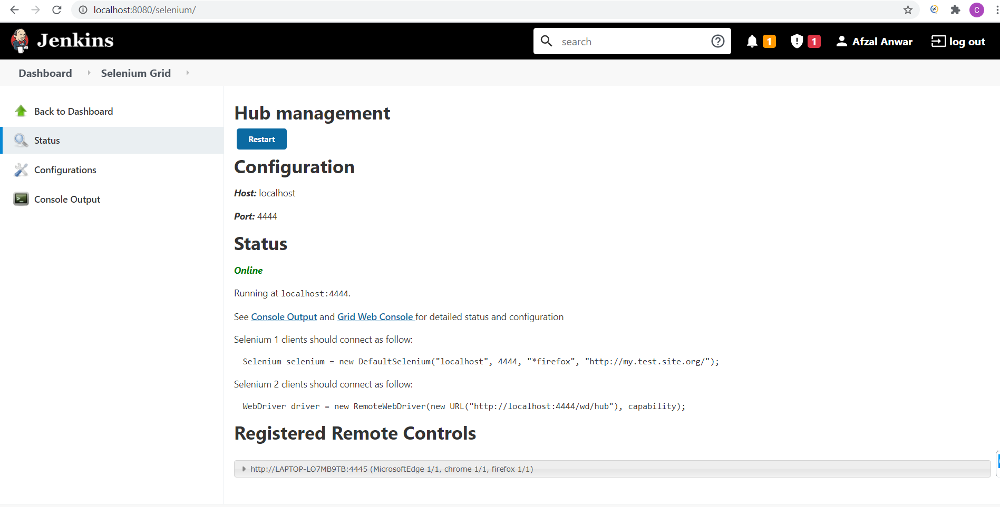 localhost:8080/selenium/
C
Jenkins
search
1
1
Afzal Anwar
log out
Dashboard
Selenium Grid
Back to Dashboard
Status
Configurations
Console Output
Hub management
Restart
Configuration
Host: localhost
Port: 4444
Status
Online
Running at localhost:4444.
See Console Output and Grid Web Console for detailed status and configuration
Selenium 1 clients should connect as follow:
Selenium selenium = new DefaultSelenium("localhost", 4444, "*firefox", "http://my.test.site.org/");
Selenium 2 clients should connect as follow:
WebDriver driver = new RemoteWebDriver(new URL("http://localhost:4444/wd/hub"), capability);
Registered Remote Controls
http://LAPTOP-LO7MB9TB:4445 (MicrosoftEdge 1/1, chrome 1/1, firefox 1/1)